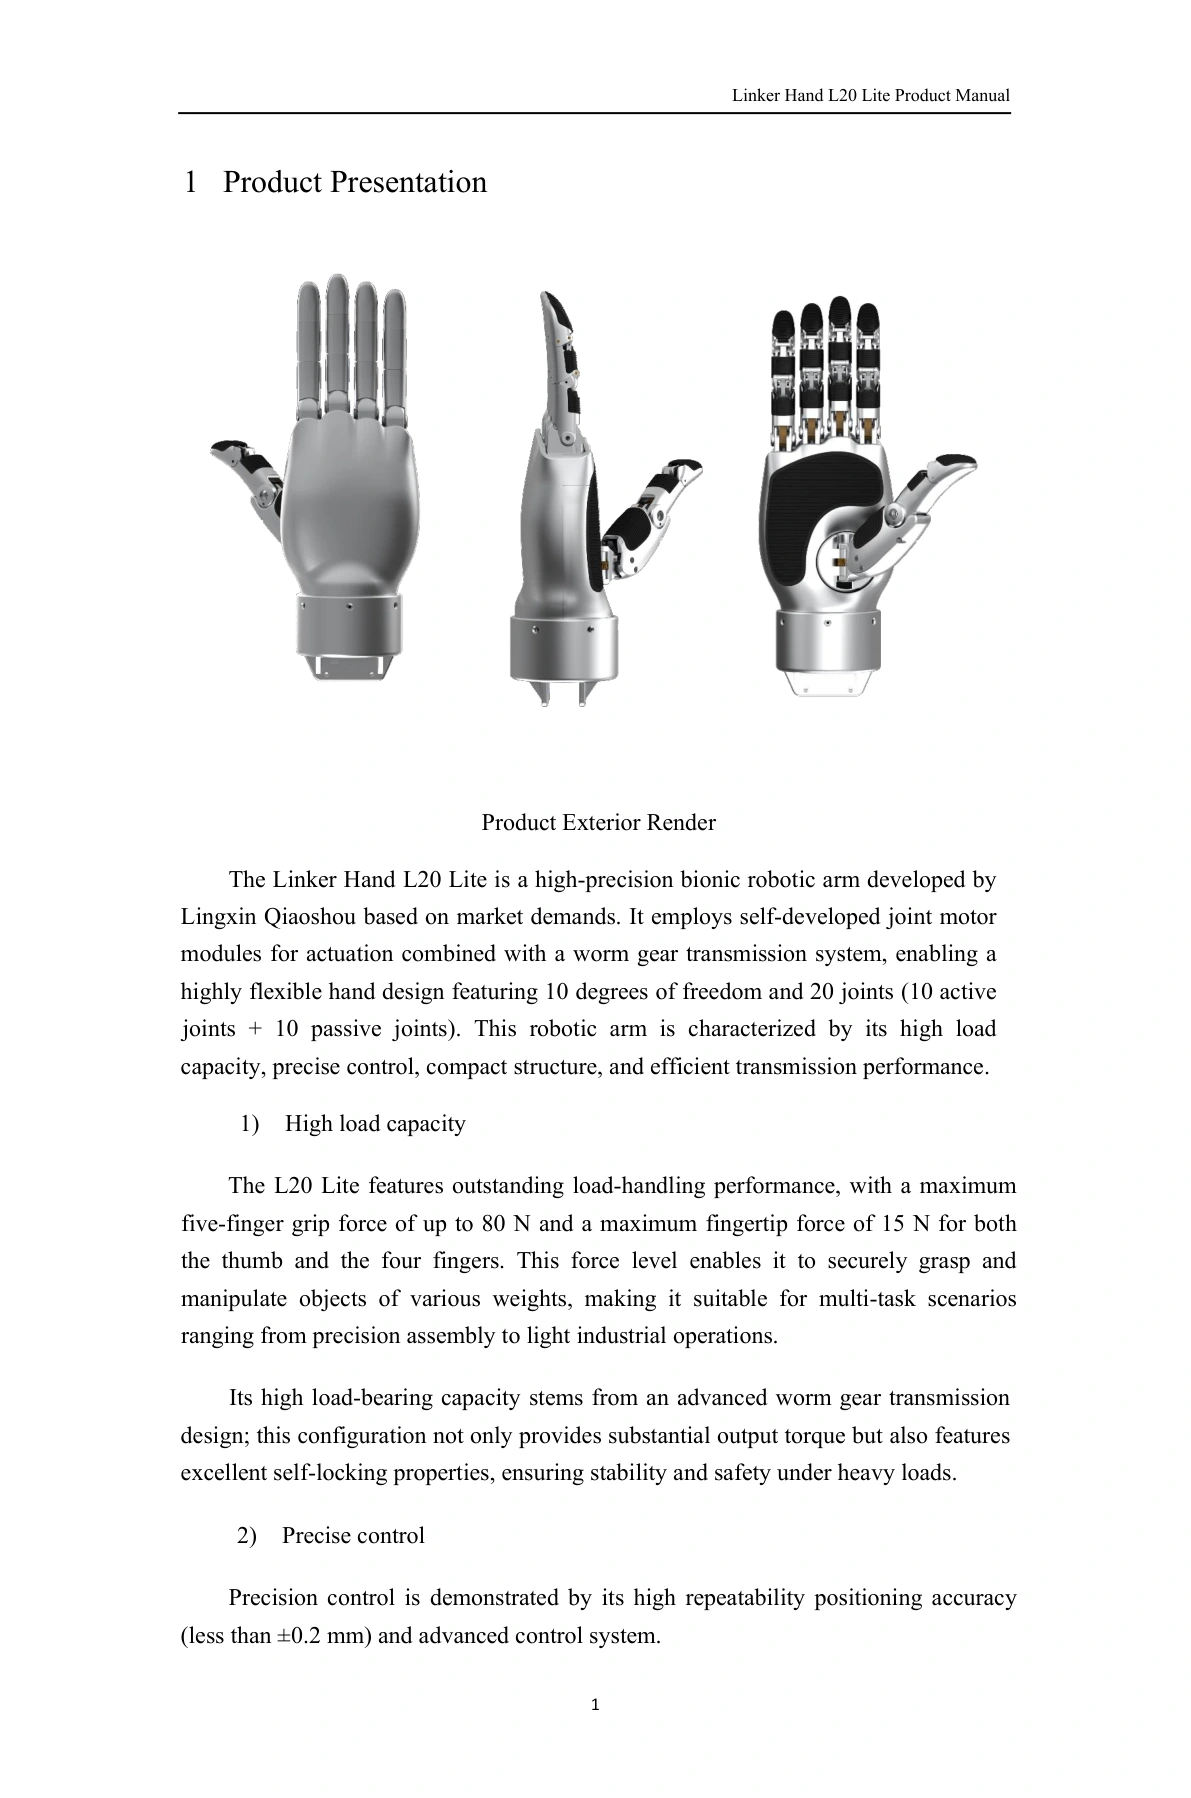 Linker Hand L20 Lite Product Manual
1 Product Presentation
Product Exterior Render
The Linker Hand L20 Lite is a high-precision bionic robotic arm developed by
Lingxin Qiaoshou based on market demands. It employs self-developed joint motor
modules for actuation combined with a worm gear transmission system, enabling a
highly flexible hand design featuring 10 degrees of freedom and 20 joints (10 active
joints + 10 passive joints). This robotic arm is characterized by its high load
capacity, precise control, compact structure, and efficient transmission performance.
1) High load capacity
The L20 Lite features outstanding load-handling performance, with a maximum
five-finger grip force of up to 80 N and a maximum fingertip force of 15 N for both
the thumb and the four fingers. This force level enables it to securely grasp and
manipulate objects of various weights, making it suitable for multi-task scenarios
ranging from precision assembly to light industrial operations.
Its high load-bearing capacity stems from an advanced worm gear transmission
design; this configuration not only provides substantial output torque but also features
excellent self-locking properties, ensuring stability and safety under heavy loads.
2) Precise control
Precision control is demonstrated by its high repeatability positioning accuracy
(less than ±0.2 mm) and advanced control system.
1